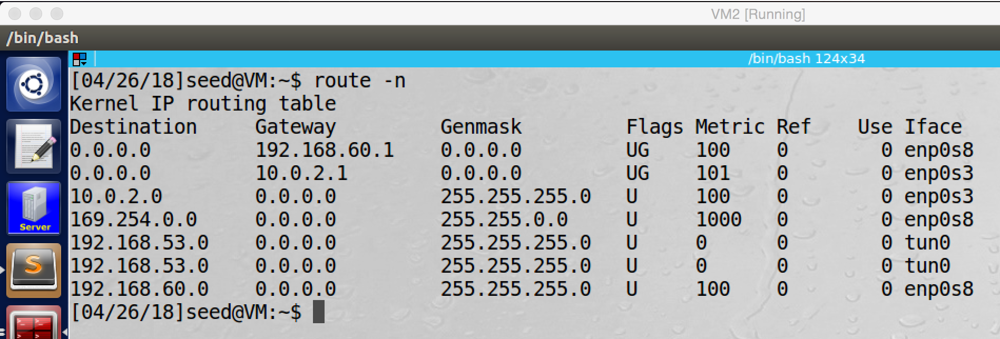 VM2 [Running]
/bin/bash
/bin/bash 124x34
[04/26/18]seed@VM:~$ route -n
Kernel IP routing table
Destination     Gateway         Genmask         Flags Metric Ref    Use Iface
0.0.0.0         192.168.60.1    0.0.0.0         UG    100    0        0 enp0s8
0.0.0.0         10.0.2.1        0.0.0.0         UG    101    0        0 enp0s3
10.0.2.0        0.0.0.0         255.255.255.0   U     100    0        0 enp0s3
169.254.0.0     0.0.0.0         255.255.0.0     U     1000   0        0 enp0s8
192.168.53.0    0.0.0.0         255.255.255.0   U     0      0        0 tun0
192.168.53.0    0.0.0.0         255.255.255.0   U     0      0        0 tun0
192.168.60.0    0.0.0.0         255.255.255.0   U     100    0        0 enp0s8
[04/26/18]seed@VM:~$
Server
S